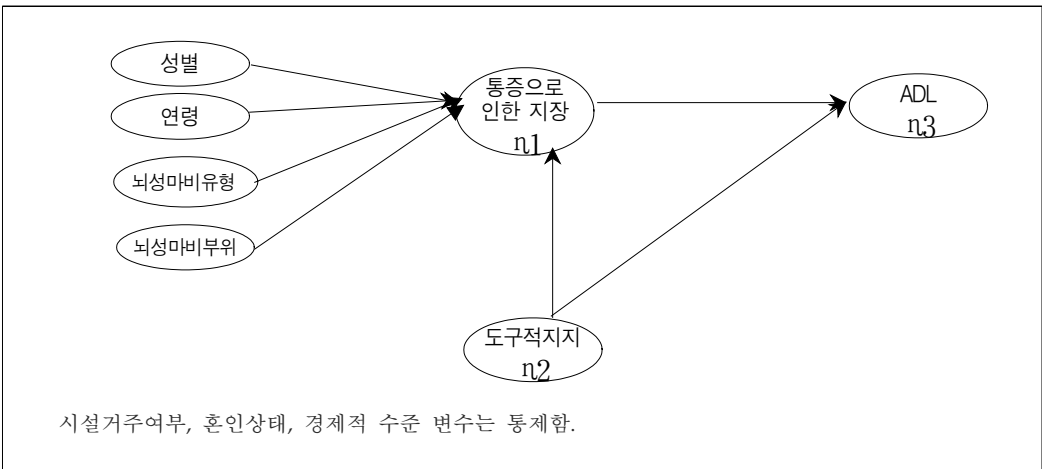 성별
연령
뇌성마비유형
뇌성마비부위
통증으로
인한 지장
η1
ADL
η3
도구적지지
η2
시설거주여부, 혼인상태, 경제적 수준 변수는 통제함.